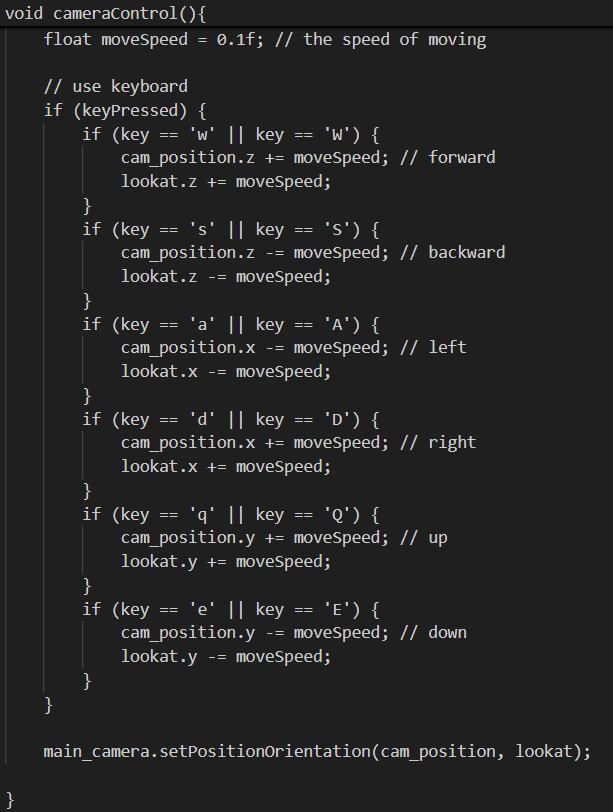 void cameraControl(){
    float moveSpeed = 0.1f; // the speed of moving

    // use keyboard
    if (keyPressed) {
        if (key == 'w' || key == 'W') {
            cam_position.z += moveSpeed; // forward
            lookat.z += moveSpeed;
        }
        if (key == 's' || key == 'S') {
            cam_position.z -= moveSpeed; // backward
            lookat.z -= moveSpeed;
        }
        if (key == 'a' || key == 'A') {
            cam_position.x -= moveSpeed; // left
            lookat.x -= moveSpeed;
        }
        if (key == 'd' || key == 'D') {
            cam_position.x += moveSpeed; // right
            lookat.x += moveSpeed;
        }
        if (key == 'q' || key == 'Q') {
            cam_position.y += moveSpeed; // up
            lookat.y += moveSpeed;
        }
        if (key == 'e' || key == 'E') {
            cam_position.y -= moveSpeed; // down
            lookat.y -= moveSpeed;
        }
    }

    main_camera.setPositionOrientation(cam_position, lookat);

}